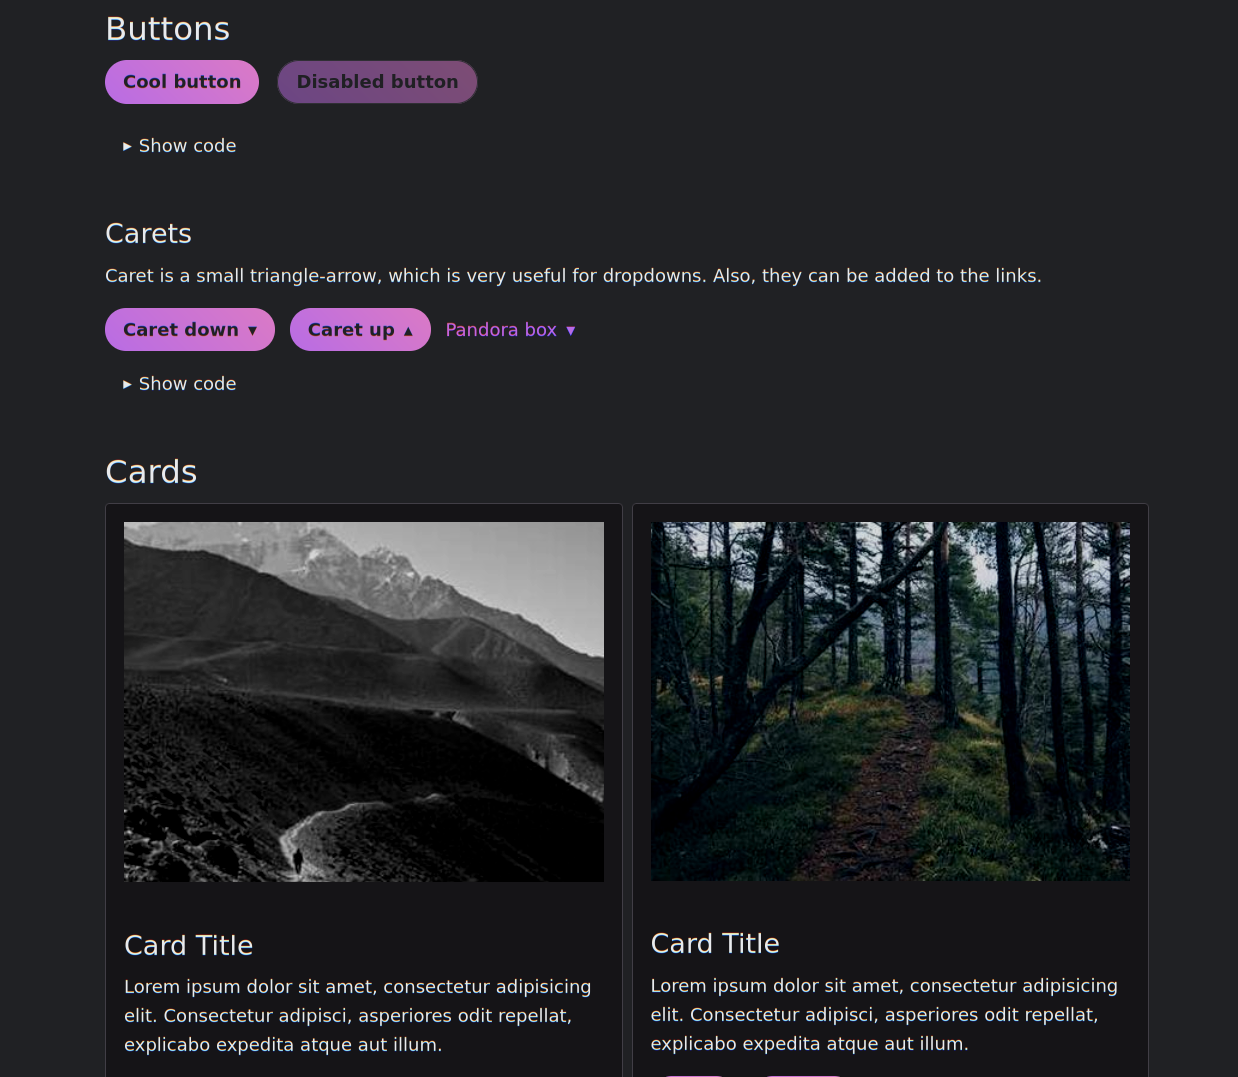 Buttons
Cool button Disabled button
▸ Show code
Carets
Caret is a small triangle-arrow, which is very useful for dropdowns. Also, they can be added to the links.
Caret down ▾ Caret up ▴ Pandora box ▾
▸ Show code
Cards
Card Title
Lorem ipsum dolor sit amet, consectetur adipisicing
elit. Consectetur adipisci, asperiores odit repellat,
explicabo expedita atque aut illum.
Card Title
Lorem ipsum dolor sit amet, consectetur adipisicing
elit. Consectetur adipisci, asperiores odit repellat,
explicabo expedita atque aut illum.